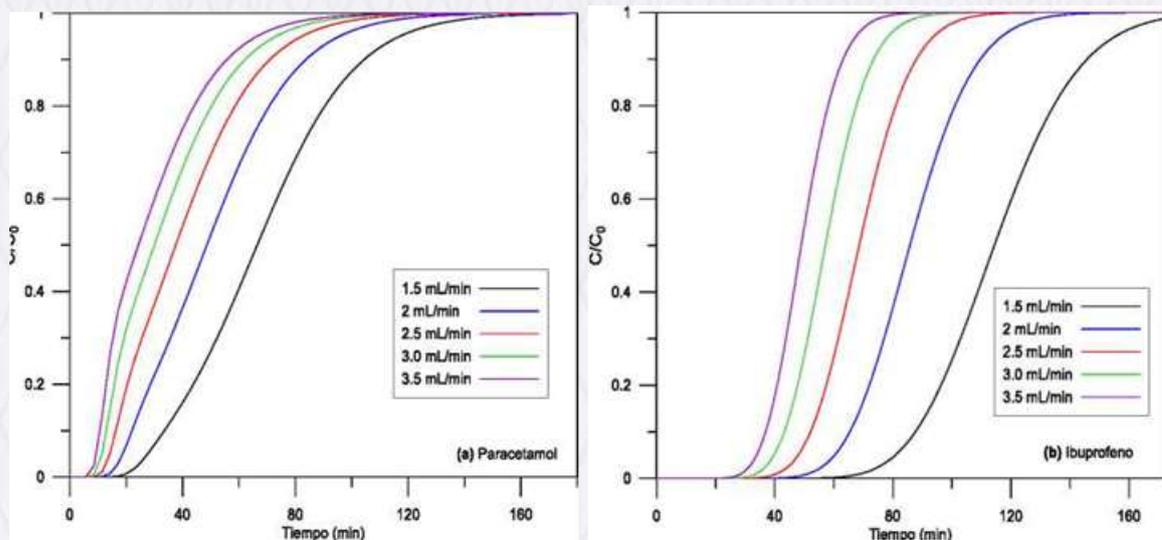 1
0.8
0.6
0.4
0.2
0
C/C₀
1.5 mL/min
2 mL/min
2.5 mL/min
3.0 mL/min
3.5 mL/min
(a) Paracetamol
0 40 80 120 160
Tiempo (min)
1
0.8
0.6
0.4
0.2
0
C/C₀
1.5 mL/min
2 mL/min
2.5 mL/min
3.0 mL/min
3.5 mL/min
(b) Ibuprofeno
0 40 80 120 160
Tiempo (min)